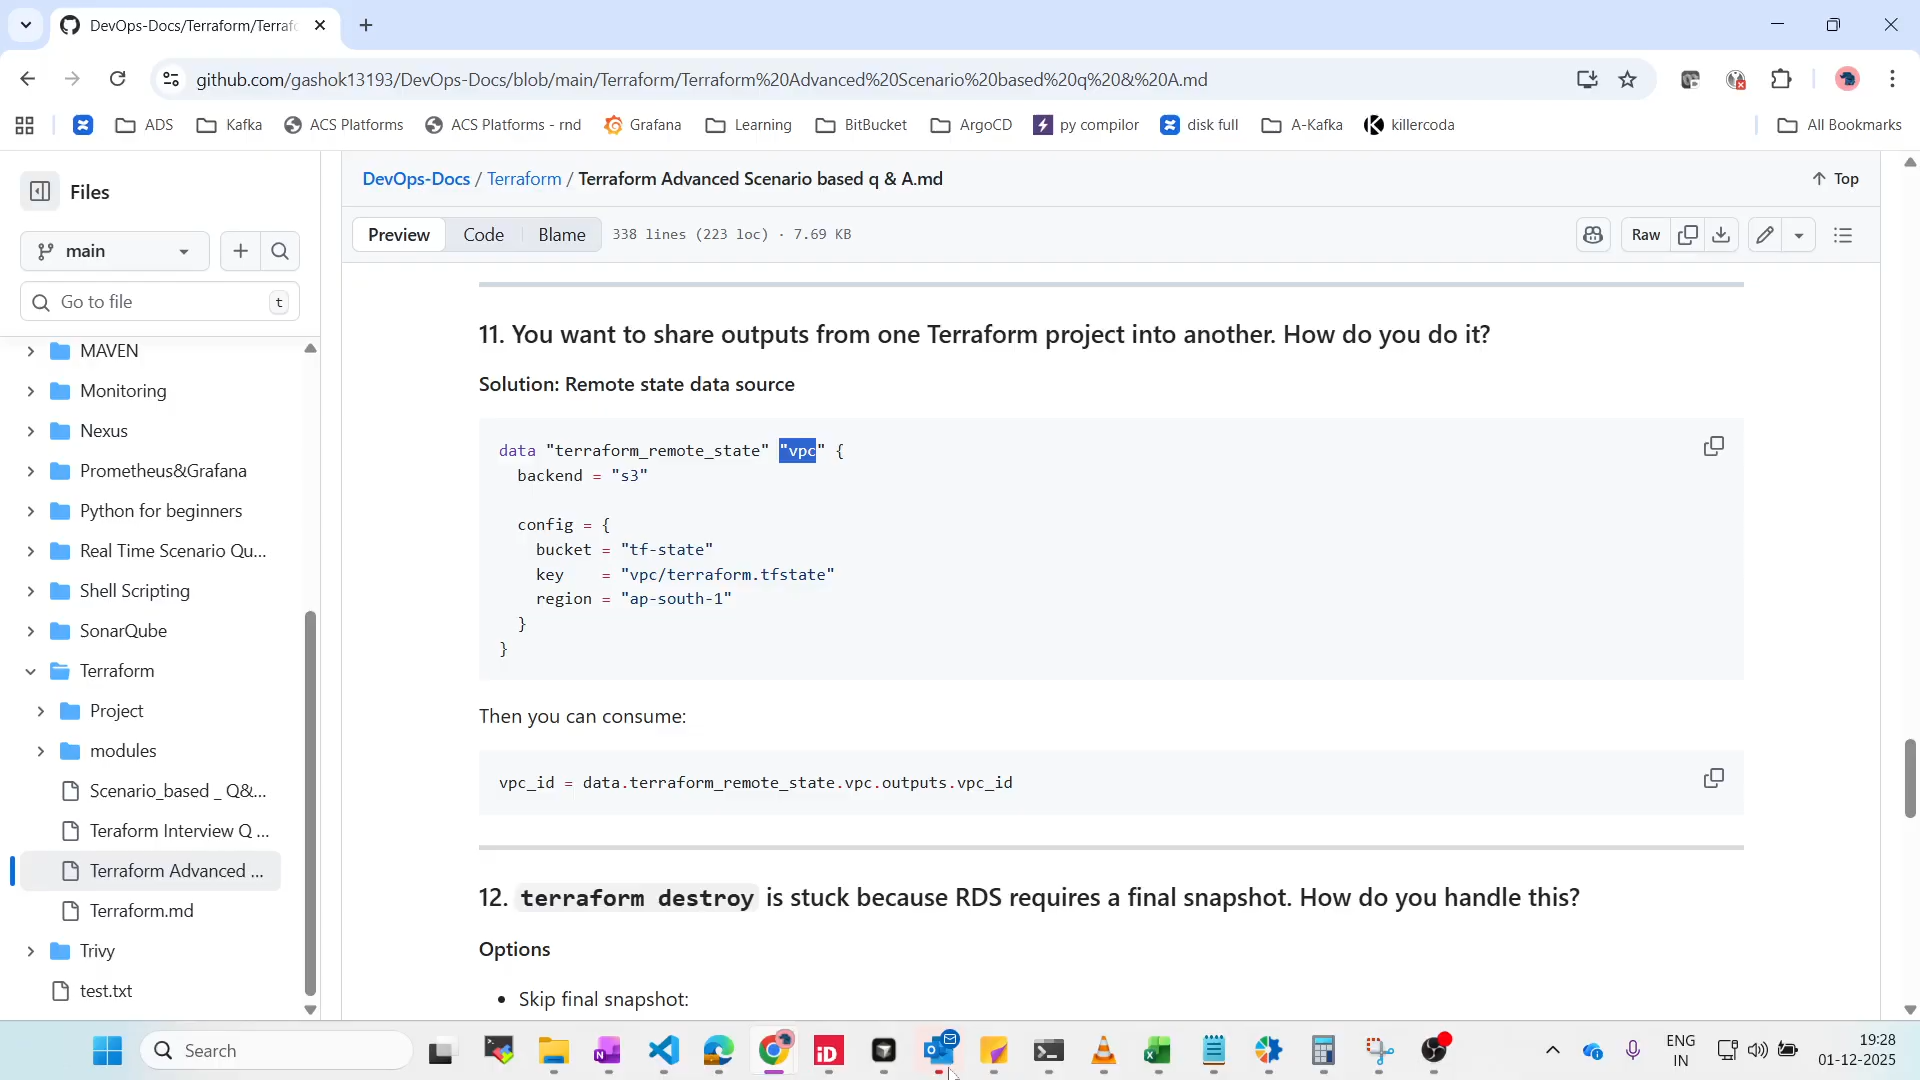 DevOps-Docs/Terraform/Terrafo
github.com/gashok13193/DevOps-Docs/blob/main/Terraform/Terraform%20Advanced%20Scenario%20based%20q%20&%20A.md
ADS
Kafka
ACS Platforms
ACS Platforms - rnd
Grafana
Learning
BitBucket
ArgoCD
py compilor
disk full
A-Kafka
killercoda
All Bookmarks
Files
main
Go to file
t
MAVEN
Monitoring
Nexus
Prometheus&Grafana
Python for beginners
Real Time Scenario Qu...
Shell Scripting
SonarQube
Terraform
Project
modules
Scenario_based _ Q&...
Teraform Interview Q ...
Terraform Advanced ...
Terraform.md
Trivy
test.txt
DevOps-Docs / Terraform / Terraform Advanced Scenario based q & A.md
Top
Preview
Code
Blame
338 lines (223 loc) · 7.69 KB
Raw
11. You want to share outputs from one Terraform project into another. How do you do it?
Solution: Remote state data source
data "terraform_remote_state" "vpc" {
backend = "s3"
config = {
bucket = "tf-state"
key    = "vpc/terraform.tfstate"
region = "ap-south-1"
}
}
Then you can consume:
vpc_id = data.terraform_remote_state.vpc.outputs.vpc_id
12. terraform destroy is stuck because RDS requires a final snapshot. How do you handle this?
Options
• Skip final snapshot:
Search
ENG
IN
19:28
01-12-2025